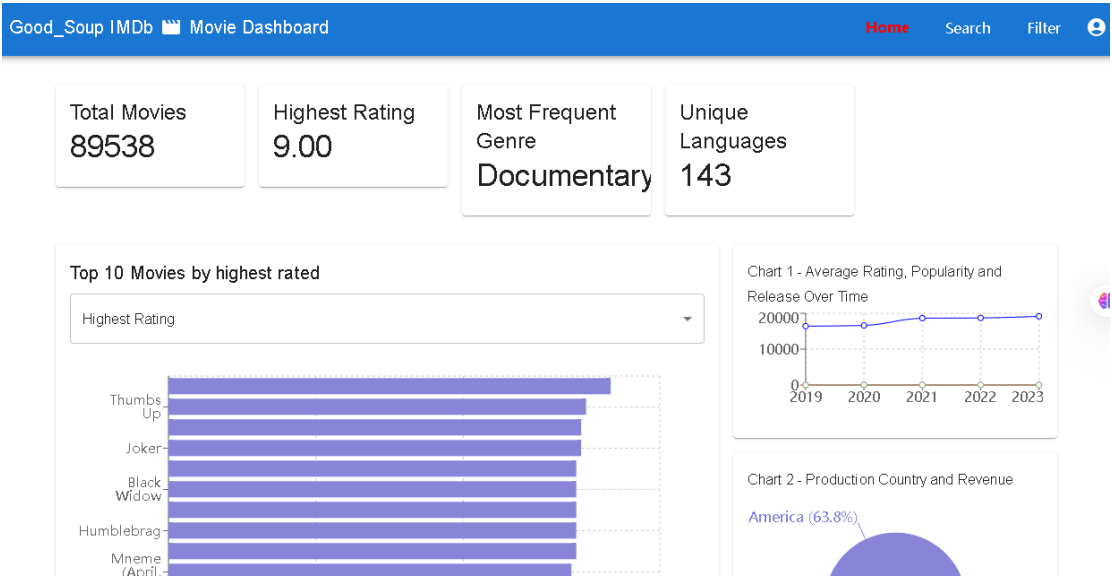 Good_Soup IMDb 🎬 Movie Dashboard
Home
Search
Filter
Total Movies
89538
Highest Rating
9.00
Most Frequent
Genre
Documentary
Unique
Languages
143
Top 10 Movies by highest rated
Highest Rating
Thumbs
Up
Joker
Black
Widow
Humblebrag
Mneme
(April,
Chart 1 - Average Rating, Popularity and
Release Over Time
20000
10000
0
2019 2020 2021 2022 2023
Chart 2 - Production Country and Revenue
America (63.8%)